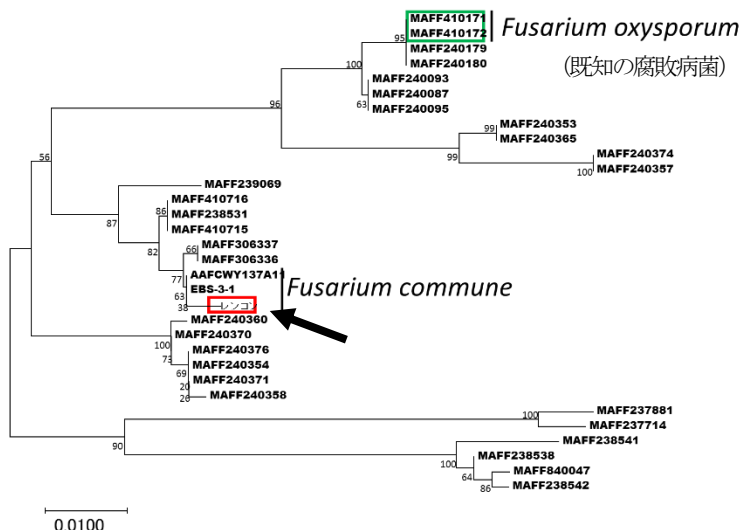 MAFF410171
MAFF410172
MAFF240179
MAFF240180
95
Fusarium oxysporum
(既知の腐敗病菌)
100
MAFF240093
MAFF240087
MAFF240095
63
96
MAFF240353
MAFF240365
99
99
MAFF240374
MAFF240357
100
56
MAFF239069
MAFF410716
MAFF238531
MAFF410715
86
87
82
MAFF306337
MAFF306336
66
77
AAFCWY137A11
EBS-3-1
レンコン
63
38
Fusarium commune
MAFF240360
MAFF240370
100
MAFF240376
MAFF240354
MAFF240371
MAFF240358
73
69
20
26
MAFF237881
MAFF237714
100
MAFF238541
90
100
MAFF238538
MAFF840047
MAFF238542
64
86
0.0100